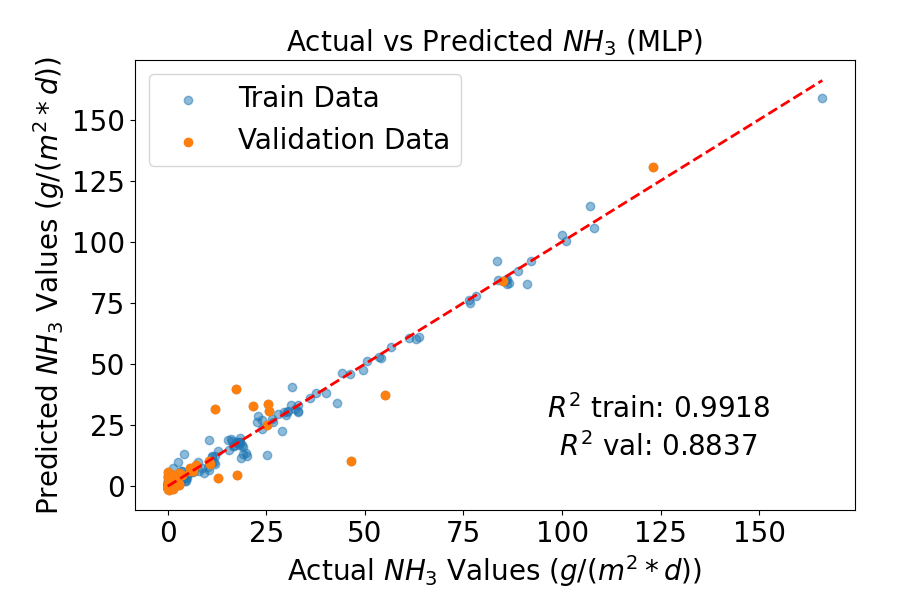 Actual vs Predicted NH₃ (MLP)
Train Data
Validation Data
Predicted NH₃ Values (g/(m² * d))
150
125
100
75
50
25
0
R² train: 0.9918
R² val: 0.8837
0 25 50 75 100 125 150
Actual NH₃ Values (g/(m² * d))